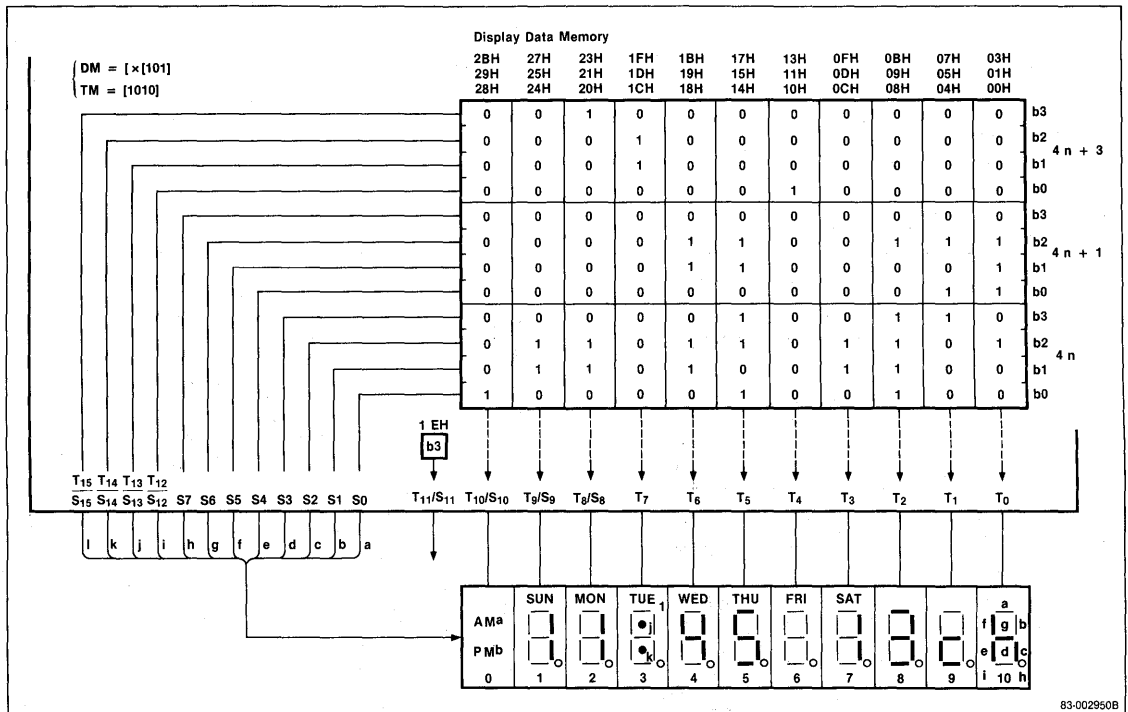 Display Data Memory
DM = [×[101]
TM = [1010]
2BH 27H 23H 1FH 1BH 17H 13H 0FH 0BH 07H 03H
29H 25H 21H 1DH 19H 15H 11H 0DH 09H 05H 01H
28H 24H 20H 1CH 18H 14H 10H 0CH 08H 04H 00H
0 0 1 0 0 0 0 0 0 0 0 b3
0 0 0 1 0 0 0 0 0 0 0 b2
4 n + 3
0 0 0 1 0 0 0 0 0 0 0 b1
0 0 0 0 0 0 1 0 0 0 0 b0
0 0 0 0 0 0 0 0 0 0 0 b3
0 0 0 0 1 1 0 0 1 1 1 b2
4 n + 1
0 0 0 0 1 1 0 0 0 0 1 b1
0 0 0 0 0 0 0 0 0 1 1 b0
0 0 0 0 0 1 0 0 1 1 0 b3
0 1 1 0 1 1 0 1 1 0 1 b2
4 n
0 1 1 0 1 0 0 1 1 0 0 b1
1 0 0 0 0 1 0 0 1 0 0 b0
1 EH
b3
T15 T14 T13 T12
S15 S14 S13 S12 S7 S6 S5 S4 S3 S2 S1 S0 T11/S11 T10/S10 T9/S9 T8/S8 T7 T6 T5 T4 T3 T2 T1 T0
l k j i h g f e d c b a
SUN MON TUE WED THU FRI SAT
1
a
AMa
j
f g b
PMb
k
e d c
0 1 2 3 4 5 6 7 8 9 i 10 h
83-002950B